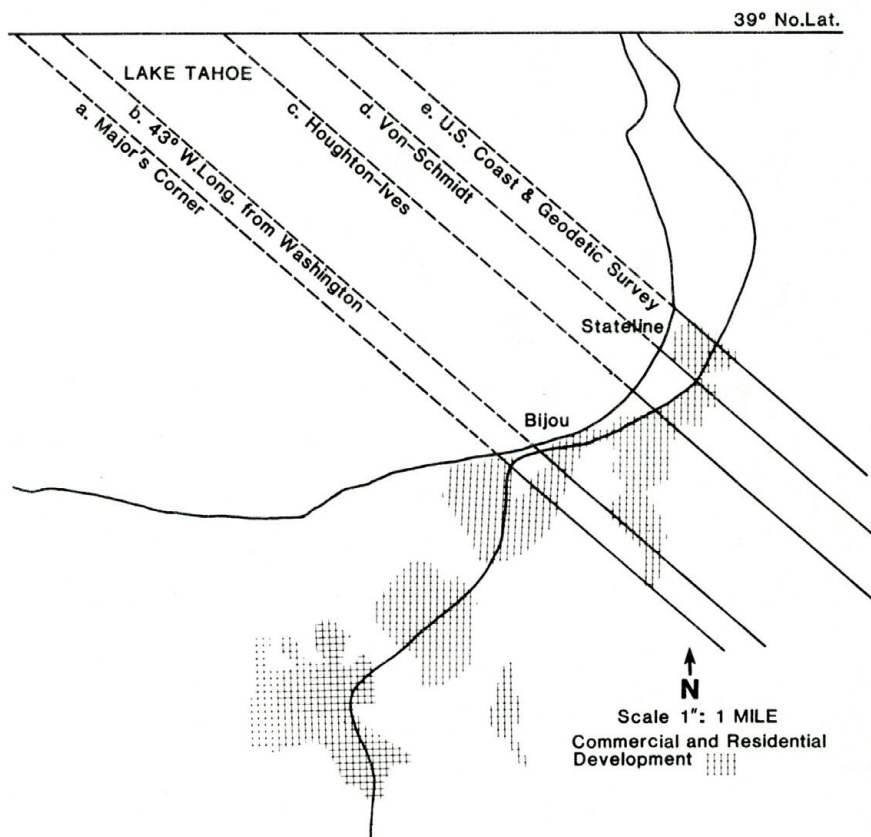 39° No.Lat.
LAKE TAHOE
a. Major's Corner
b. 43° W.Long. from Washington
c. Houghton-Ives
d. Von-Schmidt
e. U.S. Coast & Geodetic Survey
Stateline
Bijou
N
Scale 1": 1 MILE
Commercial and Residential
Development